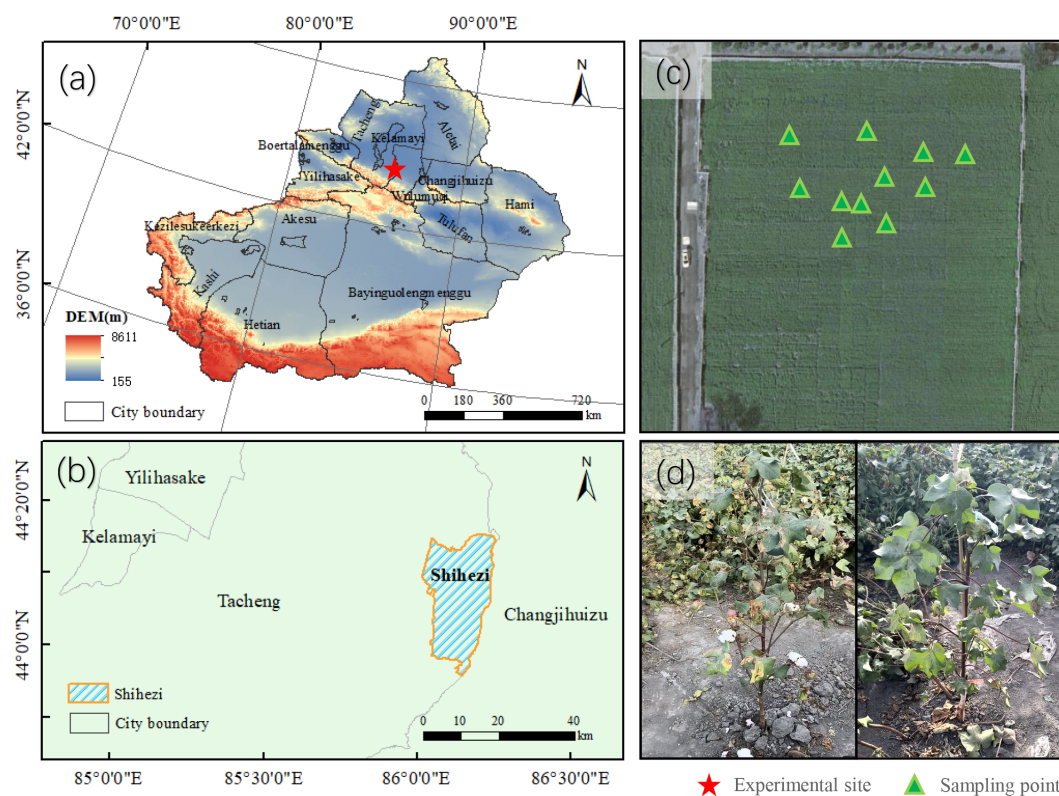 70°0'0"E
80°0'0"E
90°0'0"E
42°0'0"N
36°0'0"N
(a)
N
Tacheng
Aletai
Kelamayi
Boertalamenggu
Yilihasake
Changjihuizu
Wulumuqi
Hami
Tulufan
Akesu
Kezilesukeerkezi
Kashi
Bayinguolengmenggu
Hetian
DEM(m)
8611
155
City boundary
0 180 360 720
km
(b)
N
44°20'0"N
44°0'0"N
Yilihasake
Kelamayi
Tacheng
Shihezi
Changjihuizu
Shihezi
City boundary
0 10 20 40
km
85°0'0"E
85°30'0"E
86°0'0"E
86°30'0"E
(c)
(d)
Experimental site
Sampling point